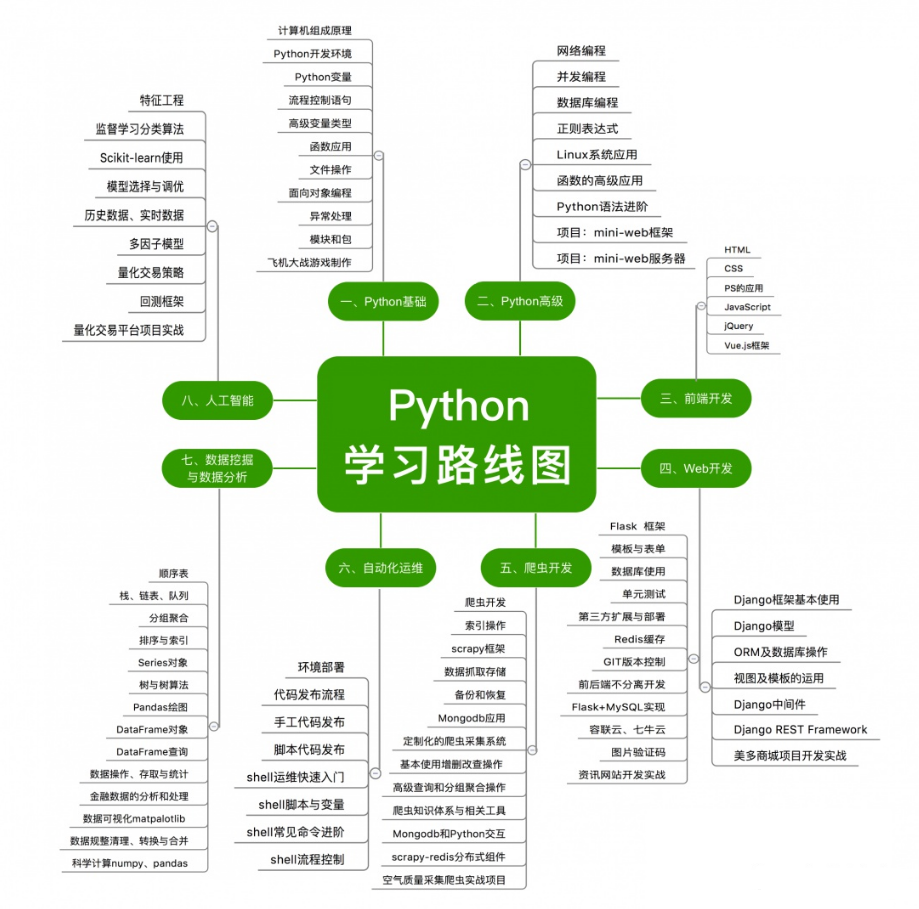 Python
学习路线图
一、Python基础
计算机组成原理
Python开发环境
Python变量
流程控制语句
高级变量类型
函数应用
文件操作
面向对象编程
异常处理
模块和包
飞机大战游戏制作
二、Python高级
网络编程
并发编程
数据库编程
正则表达式
Linux系统应用
函数的高级应用
Python语法进阶
项目：mini-web框架
项目：mini-web服务器
三、前端开发
HTML
CSS
PS的应用
JavaScript
jQuery
Vue.js框架
四、Web开发
Flask 框架
模板与表单
数据库使用
单元测试
第三方扩展与部署
Redis缓存
GIT版本控制
前后端不分离开发
Flask+MySQL实现
容联云、七牛云
图片验证码
资讯网站开发实战
Django框架基本使用
Django模型
ORM及数据库操作
视图及模板的运用
Django中间件
Django REST Framework
美多商城项目开发实战
五、爬虫开发
爬虫开发
索引操作
scrapy框架
数据抓取存储
备份和恢复
Mongodb应用
定制化的爬虫采集系统
基本使用增删改查操作
高级查询和分组聚合操作
爬虫知识体系与相关工具
Mongodb和Python交互
scrapy-redis分布式组件
空气质量采集爬虫实战项目
六、自动化运维
环境部署
代码发布流程
手工代码发布
脚本代码发布
shell运维快速入门
shell脚本与变量
shell常见命令进阶
shell流程控制
七、数据挖掘
与数据分析
顺序表
栈、链表、队列
分组聚合
排序与索引
Series对象
树与树算法
Pandas绘图
DataFrame对象
DataFrame查询
数据操作、存取与统计
金融数据的分析和处理
数据可视化matpalotlib
数据规整清理、转换与合并
科学计算numpy、pandas
八、人工智能
特征工程
监督学习分类算法
Scikit-learn使用
模型选择与调优
历史数据、实时数据
多因子模型
量化交易策略
回测框架
量化交易平台项目实战